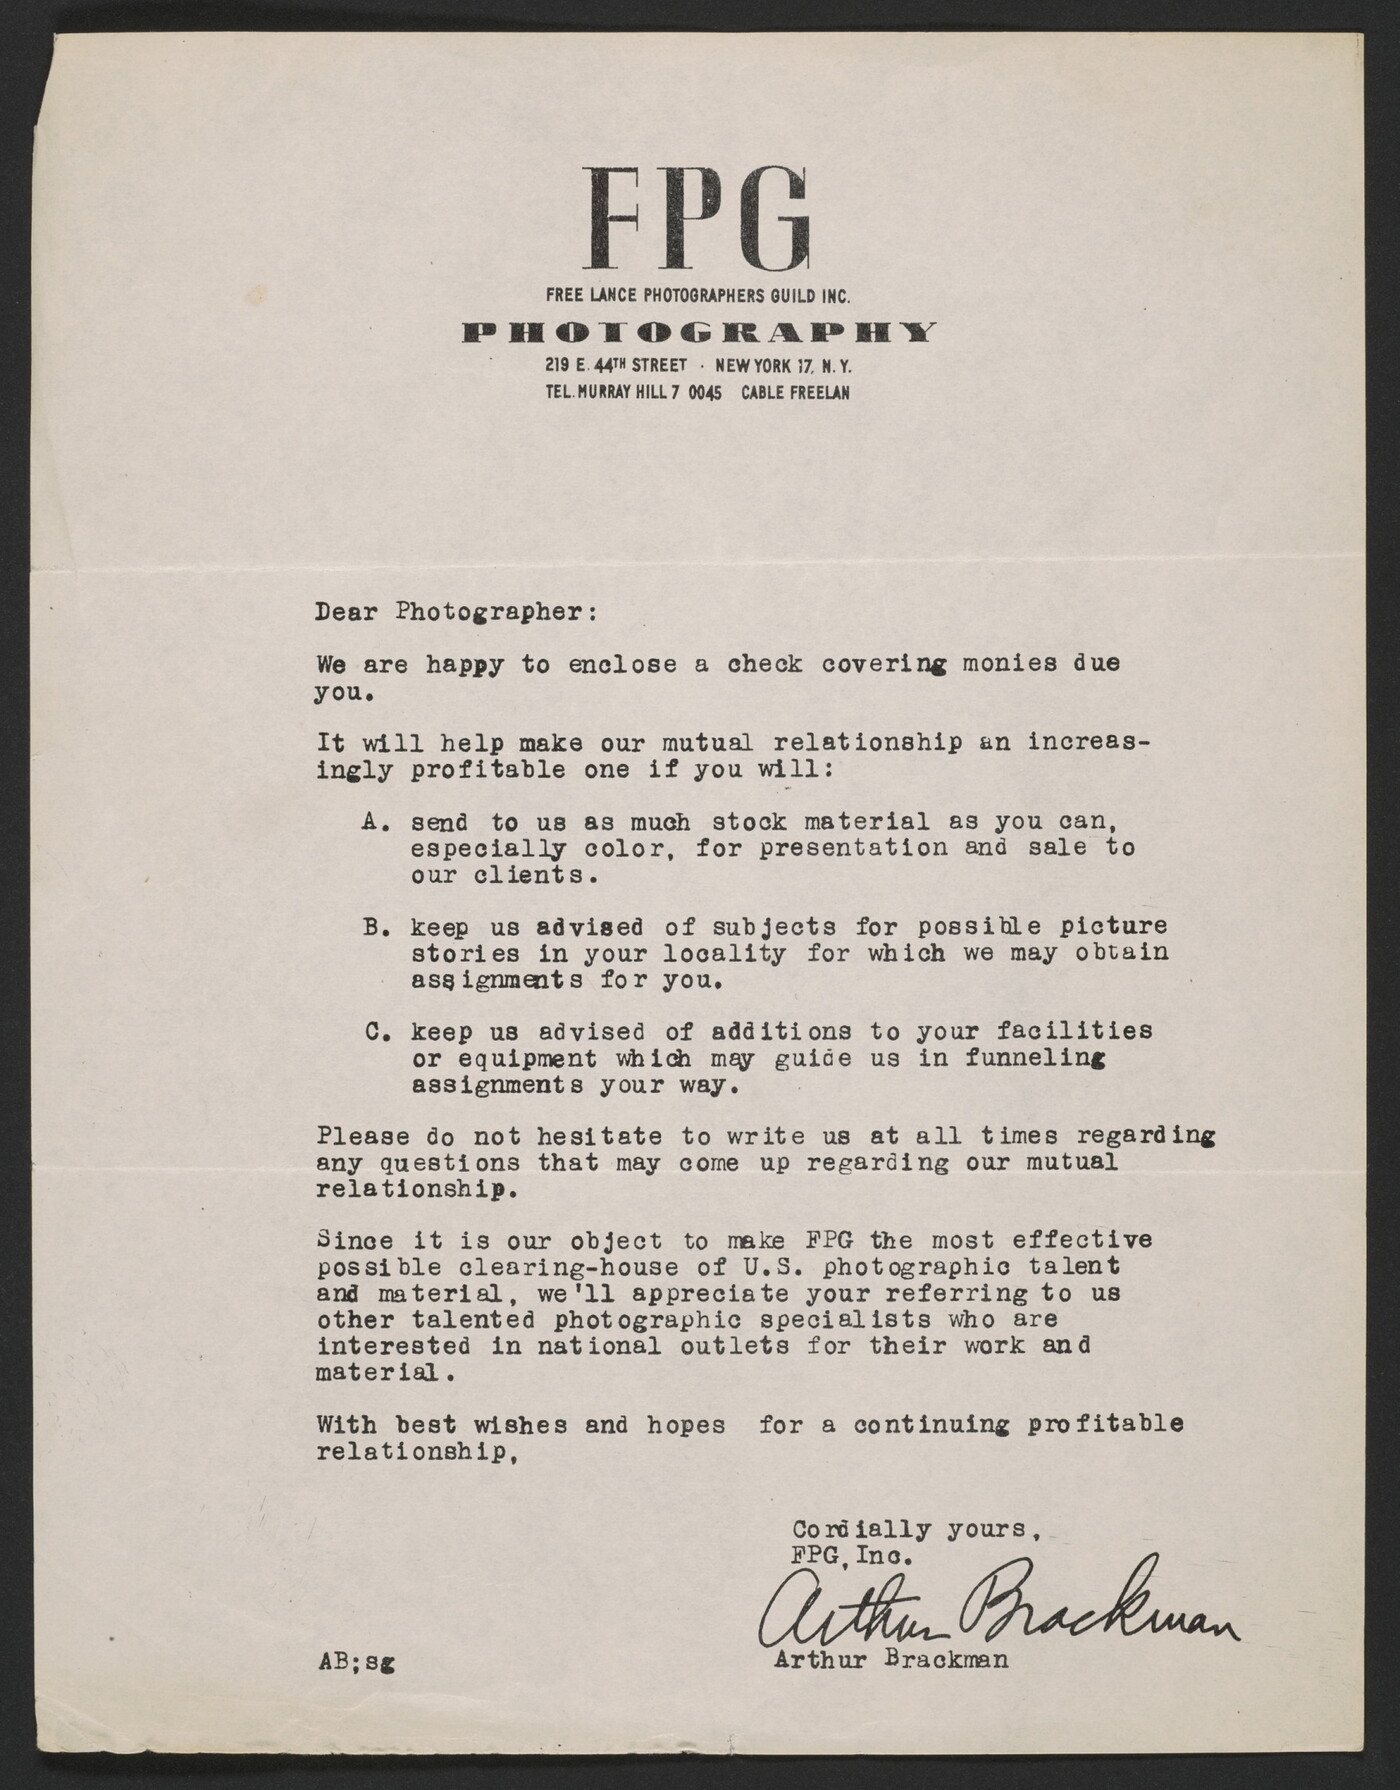 FPG
FREE LANCE PHOTOGRAPHERS GUILD INC.
PHOTOGRAPHY
219 E. 44TH STREET · NEW YORK 17, N.Y.
TEL. MURRAY HILL 7 0045 CABLE FREELAN
Dear Photographer:
We are happy to enclose a check covering monies due
you.
It will help make our mutual relationship an increas-
ingly profitable one if you will:
A. send to us as much stock material as you can,
especially color, for presentation and sale to
our clients.
B. keep us advised of subjects for possible picture
stories in your locality for which we may obtain
assignments for you.
C. keep us advised of additions to your facilities
or equipment which may guide us in funneling
assignments your way.
Please do not hesitate to write us at all times regarding
any questions that may come up regarding our mutual
relationship.
Since it is our object to make FPG the most effective
possible clearing-house of U.S. photographic talent
and material, we'll appreciate your referring to us
other talented photographic specialists who are
interested in national outlets for their work and
material.
With best wishes and hopes for a continuing profitable
relationship,
Cordially yours,
FPG, Inc.
Arthur Brackman
Arthur Brackman
AB;sg